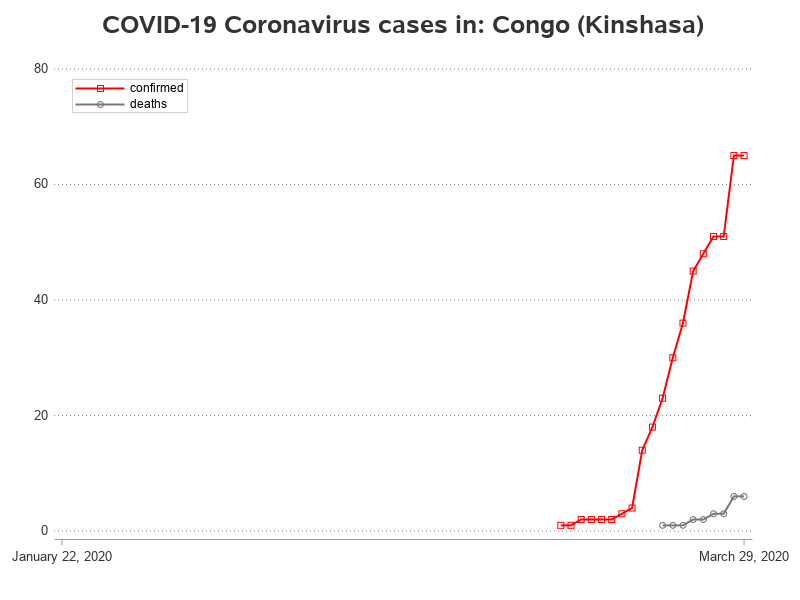 COVID-19 Coronavirus cases in: Congo (Kinshasa)
80
confirmed
deaths
60
40
20
0
January 22, 2020
March 29, 2020